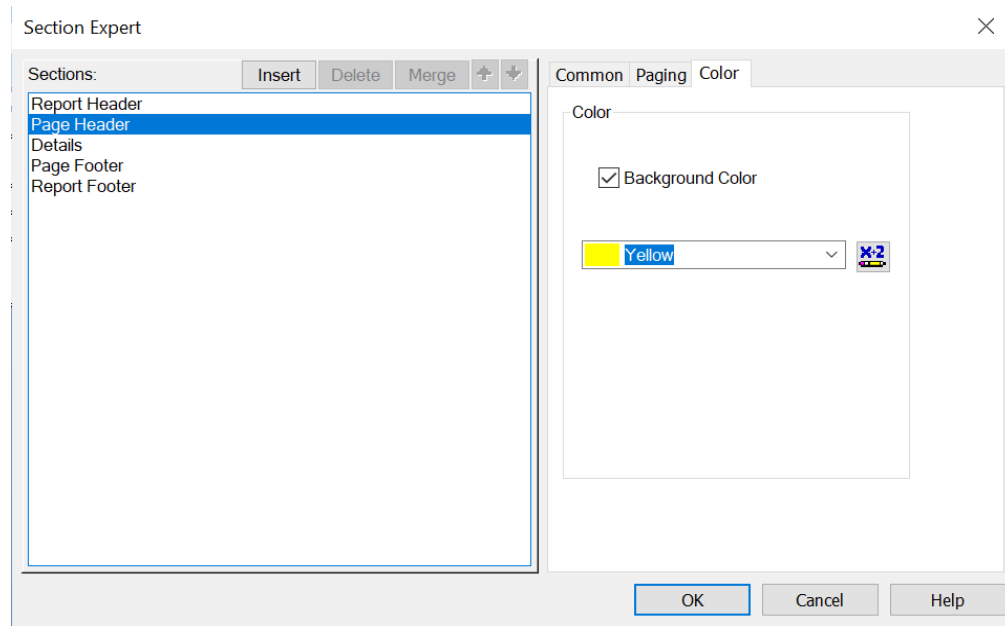 Section Expert
Sections: Insert Delete Merge
Common Paging Color
Report Header
Page Header
Details
Page Footer
Report Footer
Color
Background Color
Yellow
X+2
OK Cancel Help